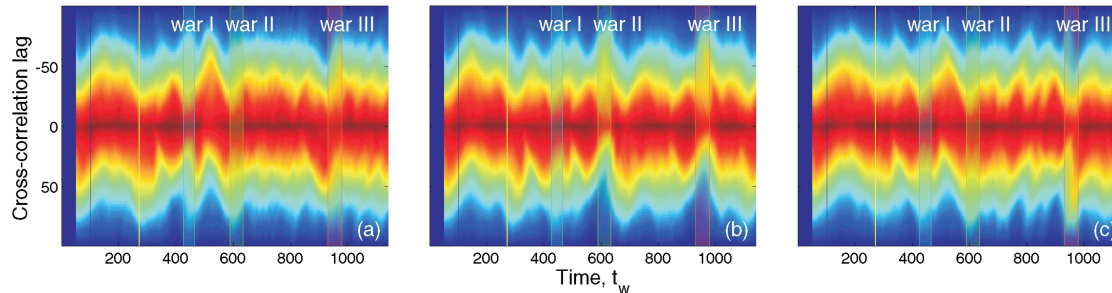 war I war II war III war I war II war III war I war II war III
Cross-correlation lag
-50
0
50
(a) (b) (c)
200 400 600 800 1000 200 400 600 800 1000 200 400 600 800 1000
Time, t_w